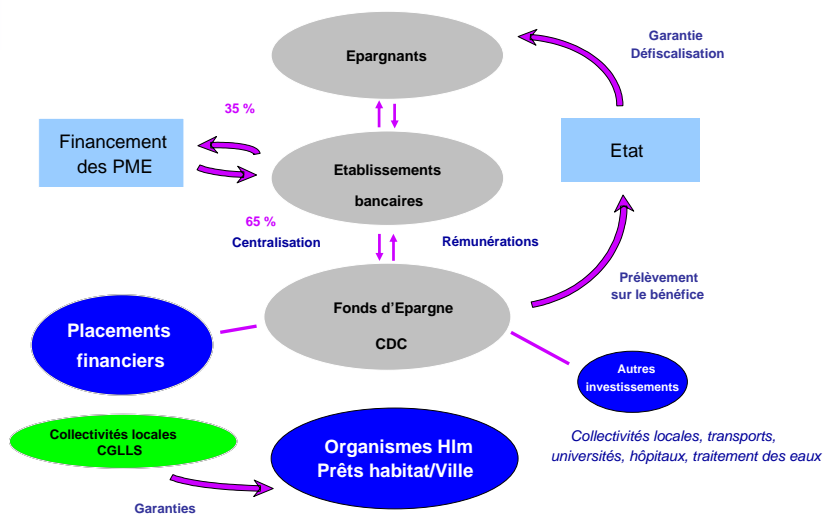 Garantie
Défiscalisation
Epargnants
35 %
Financement
des PME
Etat
Etablissements
bancaires
65 %
Centralisation
Rémunérations
Prélèvement
sur le bénéfice
Fonds d'Epargne
CDC
Placements
financiers
Autres
investissements
Collectivités locales
CGLLS
Organismes Hlm
Prêts habitat/Ville
Collectivités locales, transports,
universités, hôpitaux, traitement des eaux
Garanties